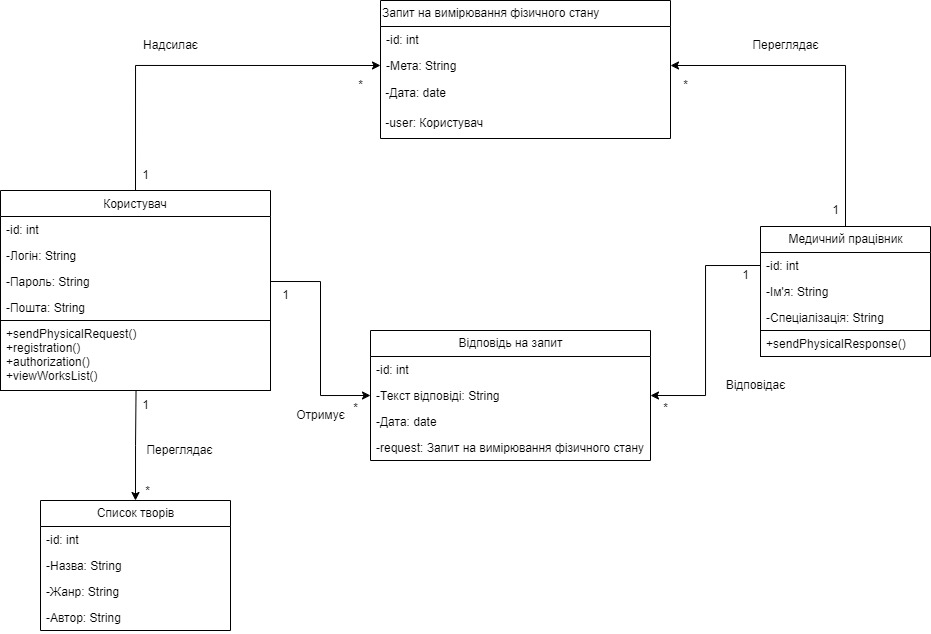 Запит на вимірювання фізичного стану
-id: int
-Мета: String
-Дата: date
-user: Користувач
Надсилає
*
1
Переглядає
*
1
Користувач
-id: int
-Логін: String
-Пароль: String
-Пошта: String
+sendPhysicalRequest()
+registration()
+authorization()
+viewWorksList()
Медичний працівник
-id: int
-Ім'я: String
-Спеціалізація: String
+sendPhysicalResponse()
1
Отримує
*
1
Відповідає
*
Відповідь на запит
-id: int
-Текст відповіді: String
-Дата: date
-request: Запит на вимірювання фізичного стану
1
Переглядає
*
Список творів
-id: int
-Назва: String
-Жанр: String
-Автор: String